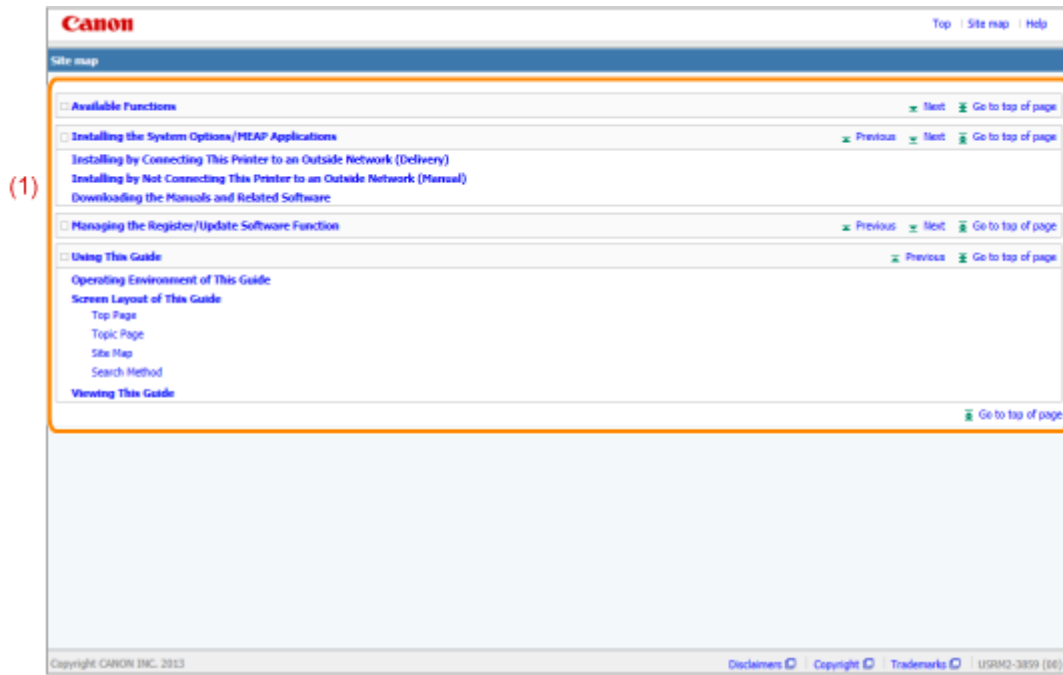 Canon
Top Site map Help
Site map
Available Functions Next Go to top of page
Installing the System Options/MEAP Applications Previous Next Go to top of page
Installing by Connecting This Printer to an Outside Network (Delivery)
(1)
Installing by Not Connecting This Printer to an Outside Network (Manual)
Downloading the Manuals and Related Software
Managing the Register/Update Software Function Previous Next Go to top of page
Using This Guide Previous Go to top of page
Operating Environment of This Guide
Screen Layout of This Guide
Top Page
Topic Page
Site Map
Search Method
Viewing This Guide
Go to top of page
Copyright CANON INC. 2013 Disclaimers Copyright Trademarks USRM2-3859 (00)